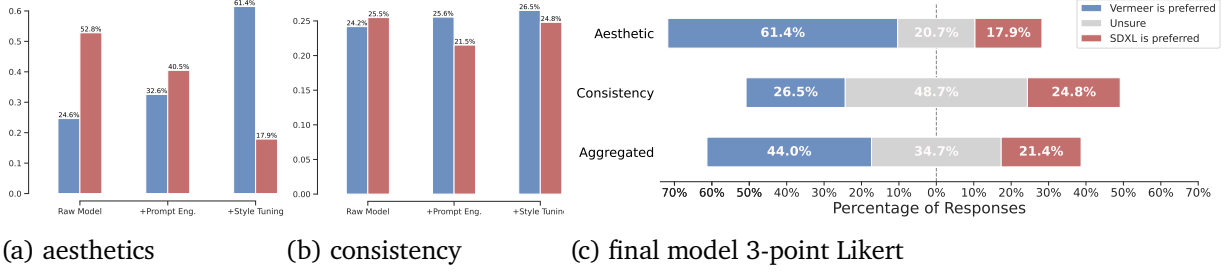 0.6
0.5
0.4
0.3
0.2
0.1
0.0
24.6%
52.8%
32.6%
40.5%
61.4%
17.9%
Raw Model
+Prompt Eng.
+Style Tuning
(a) aesthetics
0.25
0.20
0.15
0.10
0.05
0.00
24.2%
25.5%
25.6%
21.5%
26.5%
24.8%
Raw Model
+Prompt Eng.
+Style Tuning
(b) consistency
Vermeer is preferred
Unsure
SDXL is preferred
Aesthetic
61.4%
20.7%
17.9%
Consistency
26.5%
48.7%
24.8%
Aggregated
44.0%
34.7%
21.4%
70% 60% 50% 40% 30% 20% 10% 0% 10% 20% 30% 40% 50% 60% 70%
Percentage of Responses
(c) final model 3-point Likert